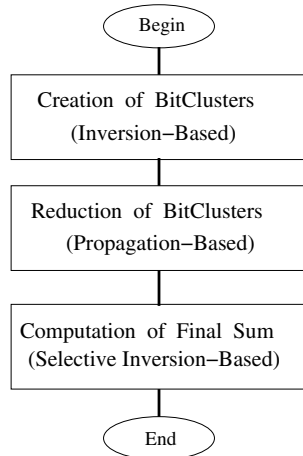 Begin
Creation of BitClusters
(Inversion−Based)
Reduction of BitClusters
(Propagation−Based)
Computation of Final Sum
(Selective Inversion−Based)
End